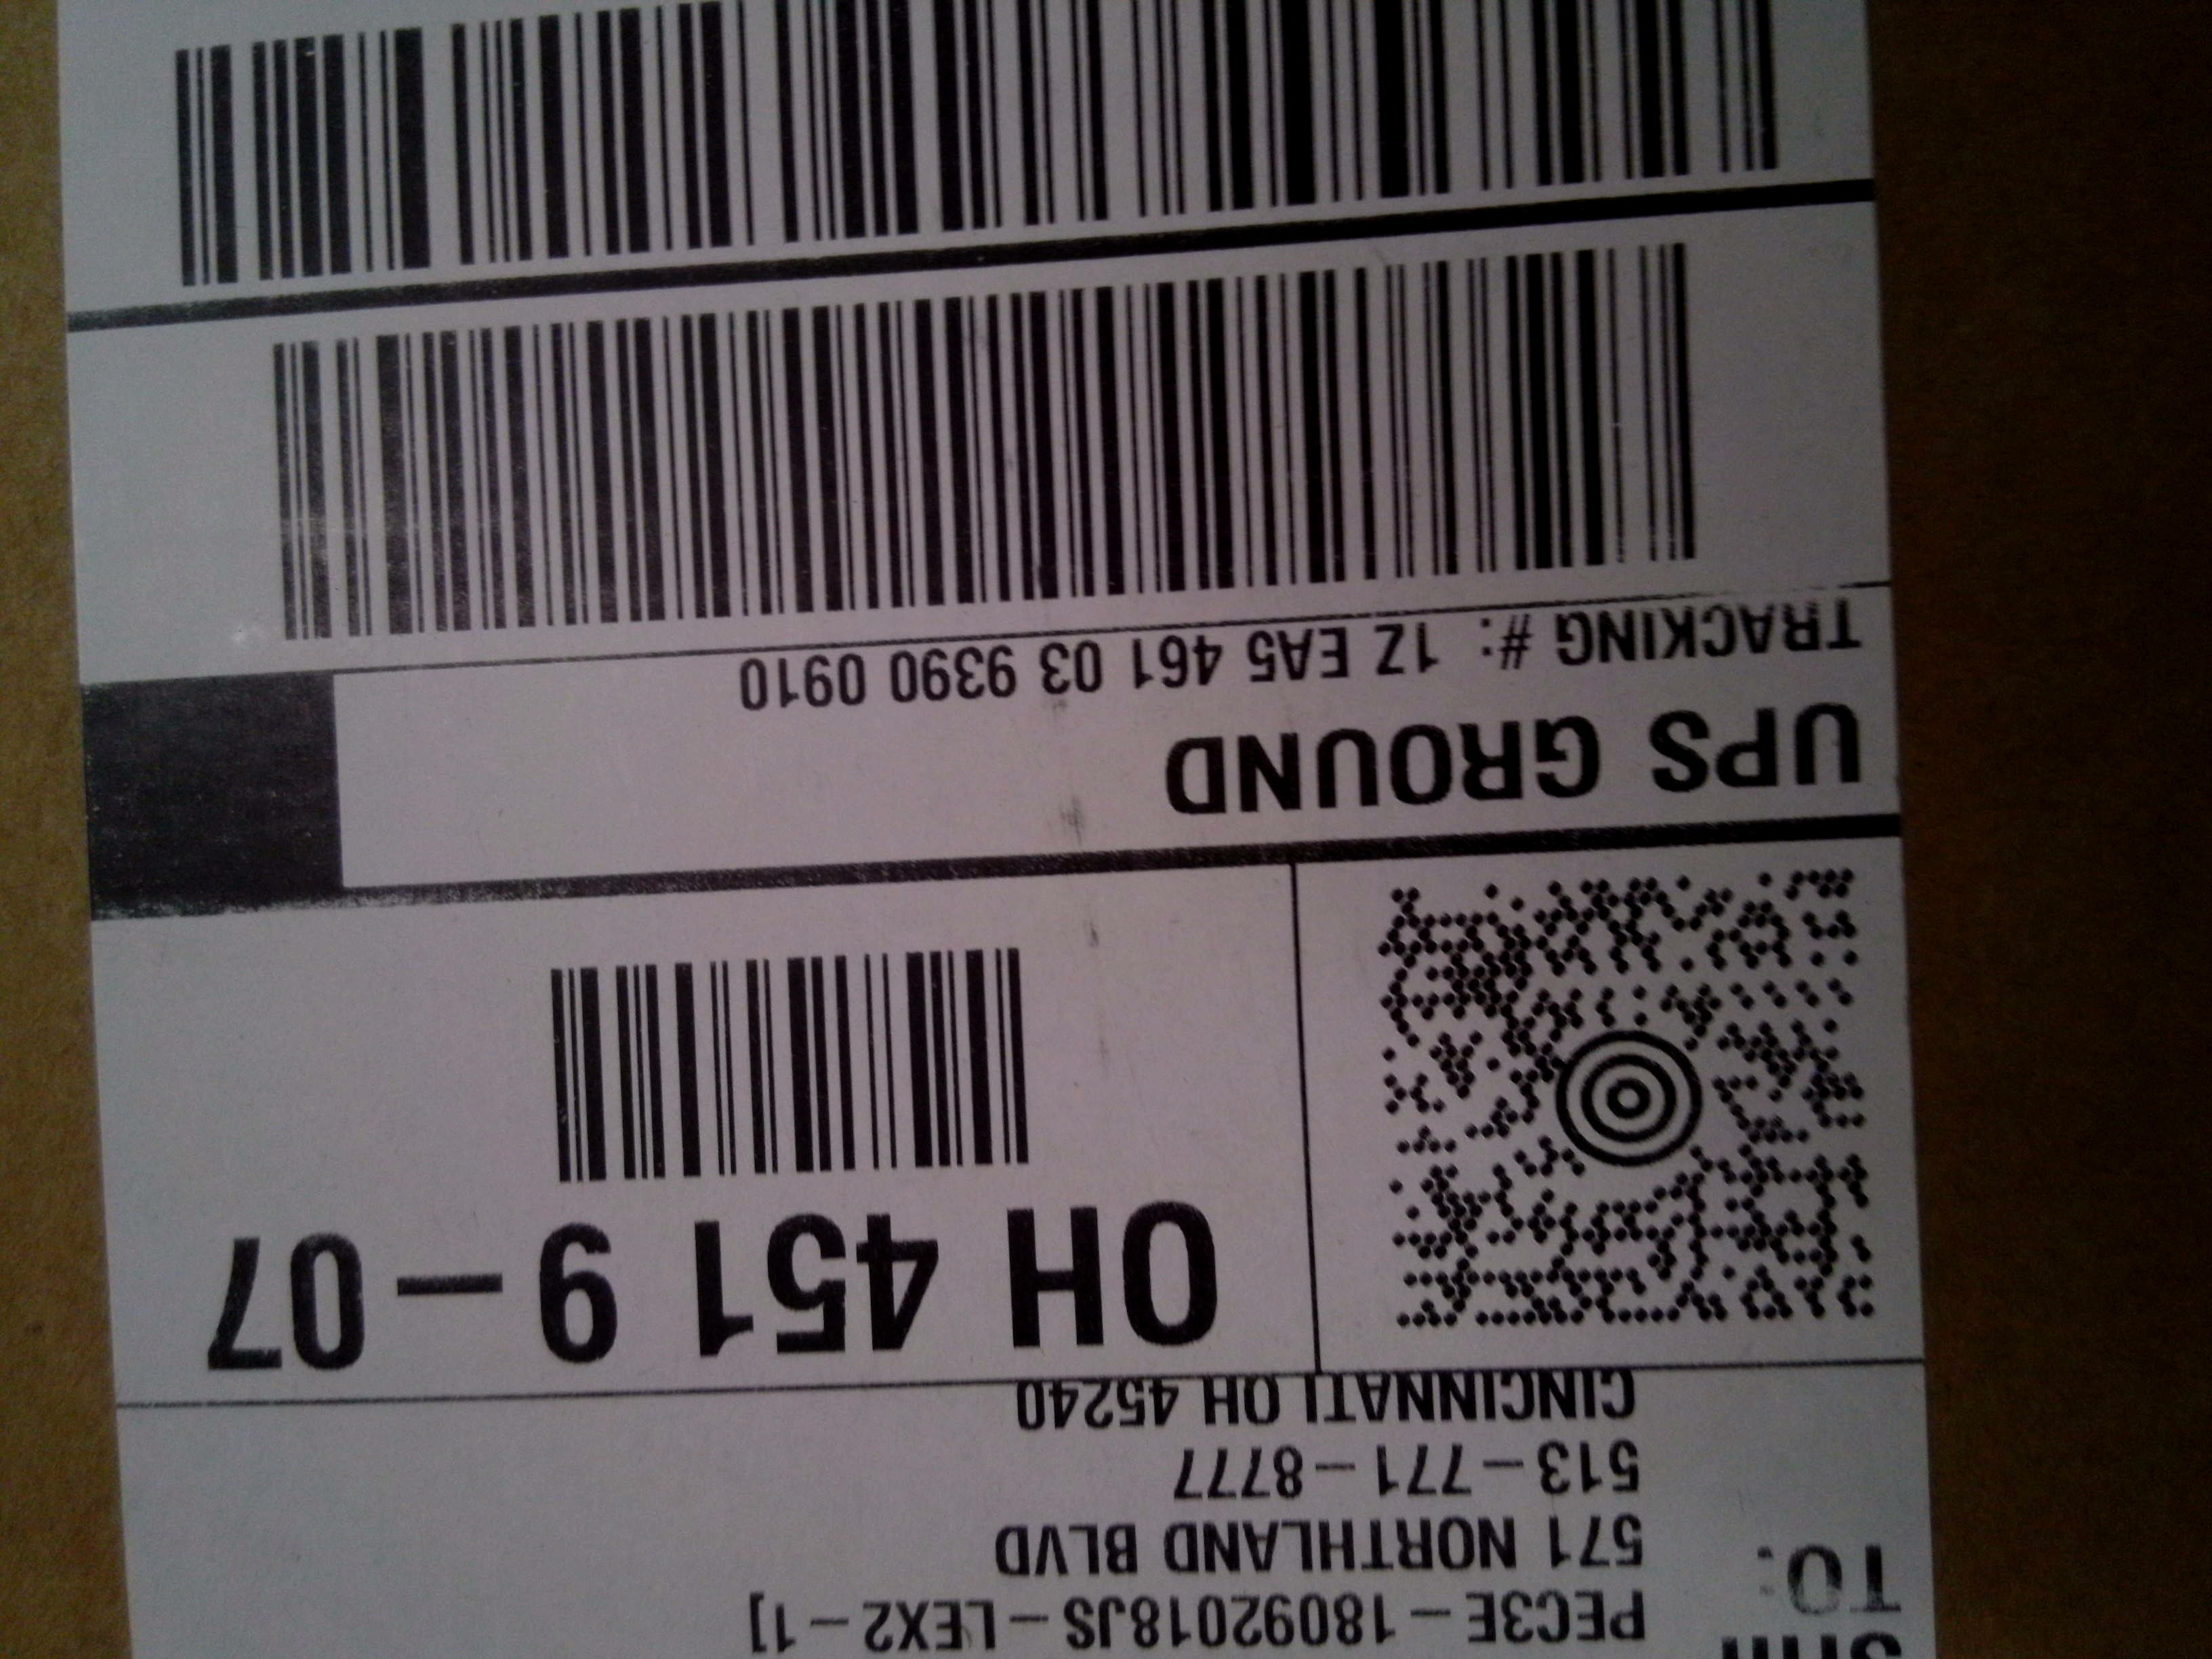 SHIP
TO:
PEC3E-18092018JS-LEX2-1]
571 NORTHLAND BLVD
513-771-8777
CINCINNATI OH 45240
OH 451 9-07
UPS GROUND
TRACKING #: 1Z EA5 461 03 9390 0910